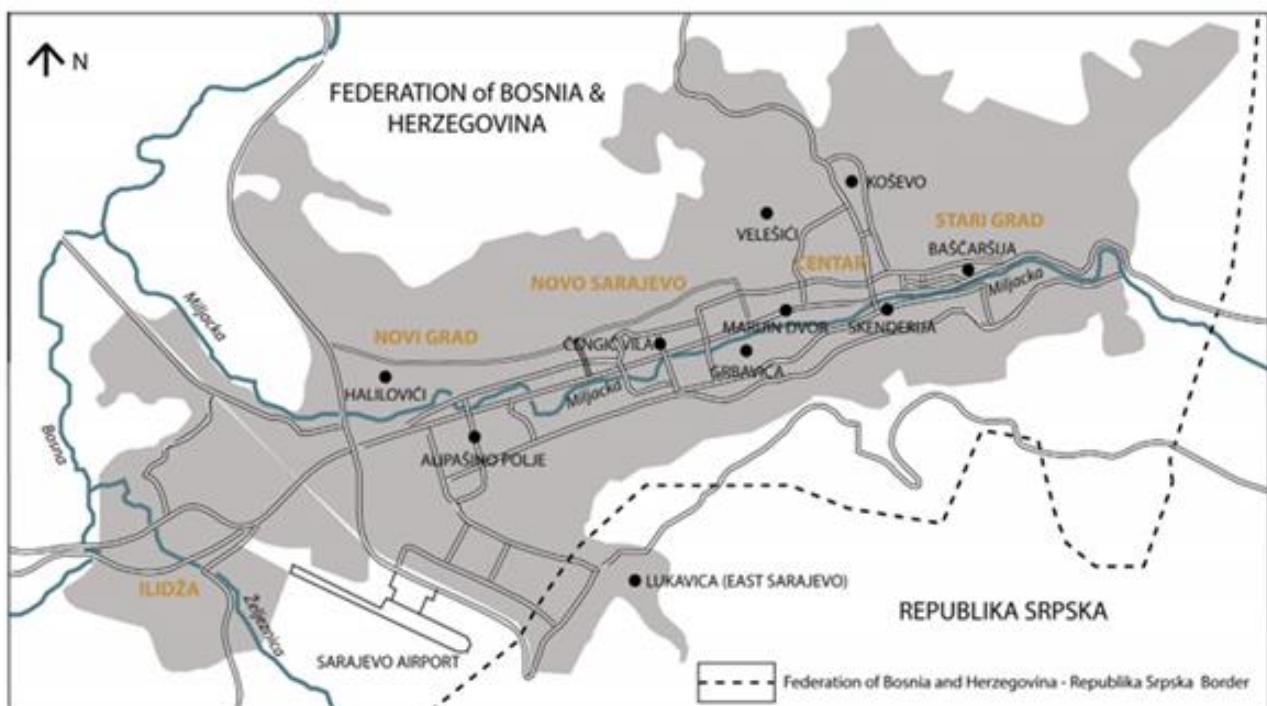 N
FEDERATION of BOSNIA &
HERZEGOVINA
KOŠEVO
STARI GRAD
VELEŠIĆI
BAŠČARŠIJA
CENTAR
NOVO SARAJEVO
Miljacka
Miljacka
MARIJIN DVOR
SKENDERIJA
NOVI GRAD
ČENGIĆ VILA
GRBAVICA
HALILOVIĆI
Miljacka
Bosna
ALIPAŠINO POLJE
ILIDŽA
LUKAVICA (EAST SARAJEVO)
Željeznica
REPUBLIKA SRPSKA
SARAJEVO AIRPORT
Federation of Bosnia and Herzegovina - Republika Srpska Border